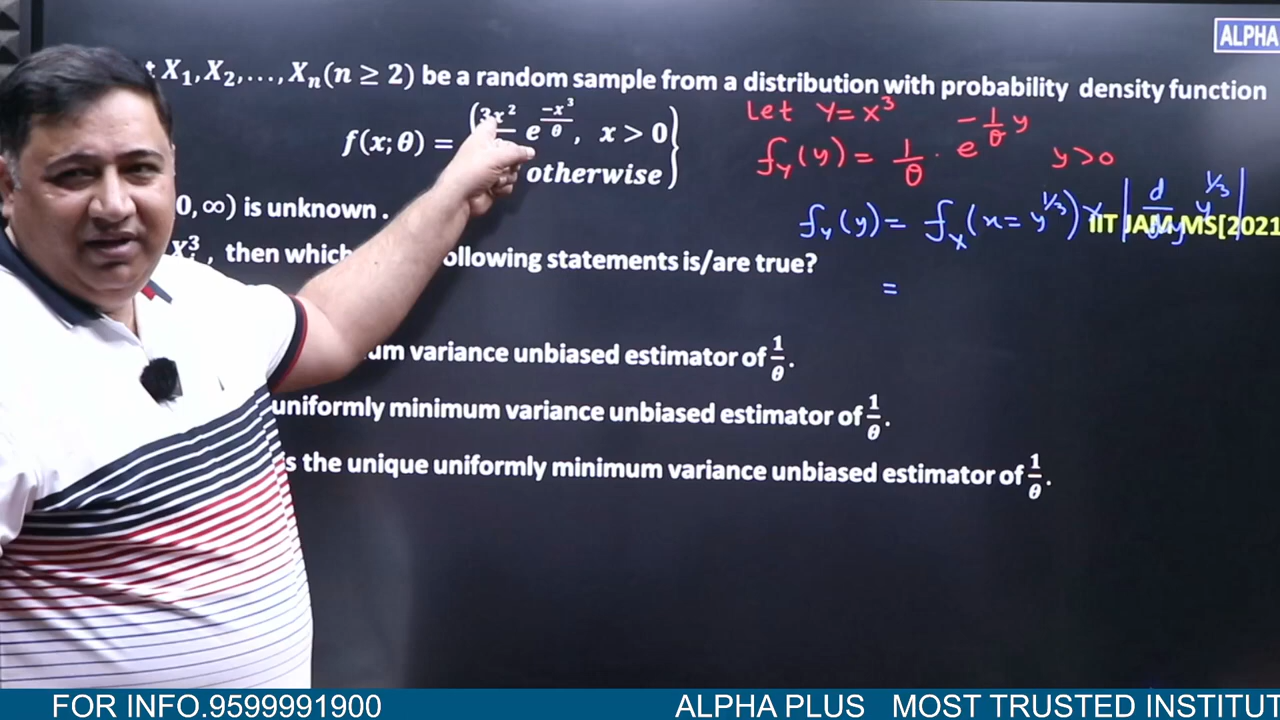 ALPHA
t X₁, X₂, …, Xₙ(n ≥ 2) be a random sample from a distribution with probability density function
f(x; θ) = 3x² e^(-x³/θ), x > 0
otherwise
Let Y = x³
f_Y(y) = 1/θ · e^(-1/θ y) y > 0
0, ∞) is unknown .
f_Y(y) = f_X(x = y^(1/3)) × | d/dy y^(1/3) |
IIT JAM MS[2021
X³, then which following statements is/are true?
=
um variance unbiased estimator of 1/θ.
uniformly minimum variance unbiased estimator of 1/θ.
s the unique uniformly minimum variance unbiased estimator of 1/θ.
FOR INFO.9599991900 ALPHA PLUS MOST TRUSTED INSTITUT